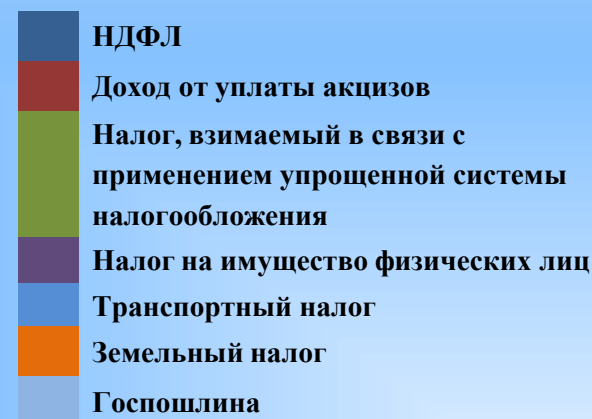 НДФЛ
Доход от уплаты акцизов
Налог, взимаемый в связи с
применением упрощенной системы
налогообложения
Налог на имущество физических лиц
Транспортный налог
Земельный налог
Госпошлина